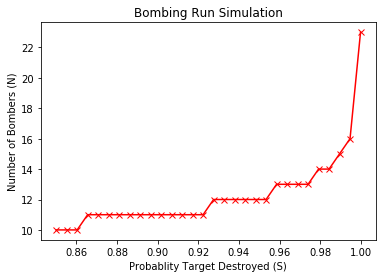 Bombing Run Simulation
Number of Bombers (N)
22
20
18
16
14
12
10
0.86 0.88 0.90 0.92 0.94 0.96 0.98 1.00
Probablity Target Destroyed (S)